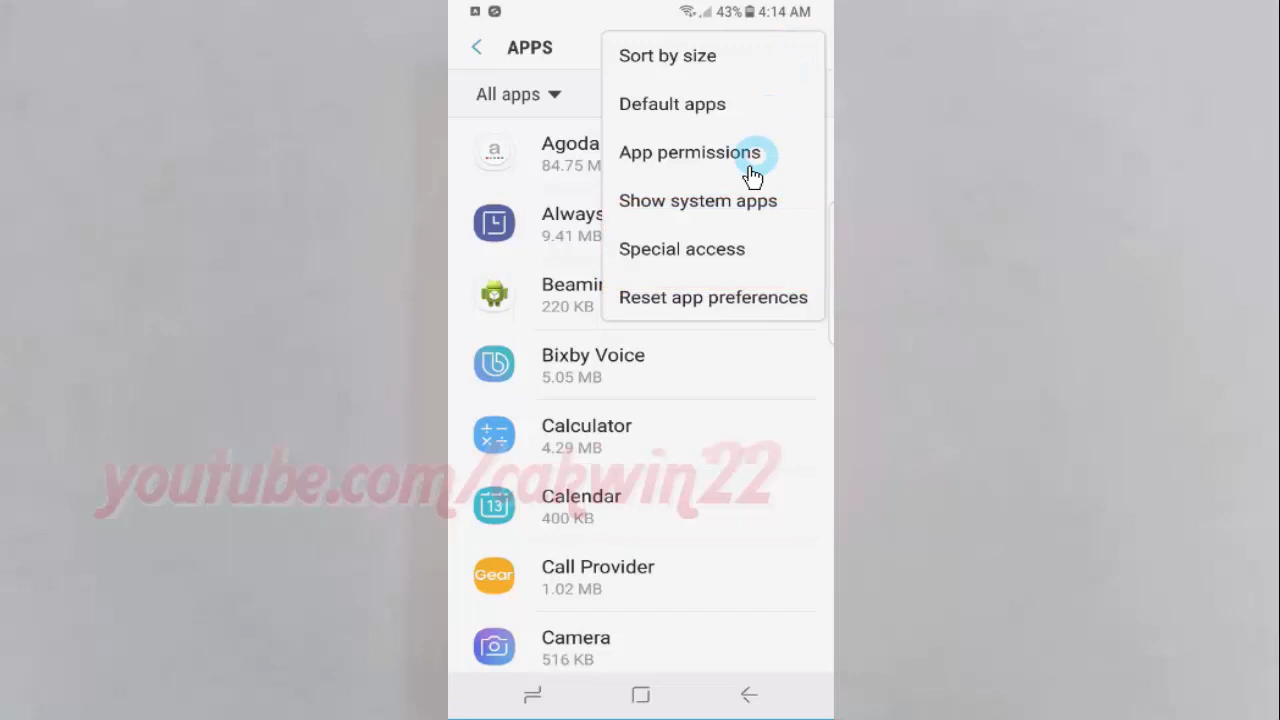 43% 4:14 AM
APPS
Sort by size
Default apps
App permissions
Show system apps
Special access
Reset app preferences
All apps
a
Agoda
84.75 M
Always
9.41 MB
Beamin
220 KB
Bixby Voice
5.05 MB
Calculator
4.29 MB
youtube.com/cakwin22
13
Calendar
400 KB
Gear
Call Provider
1.02 MB
Camera
516 KB